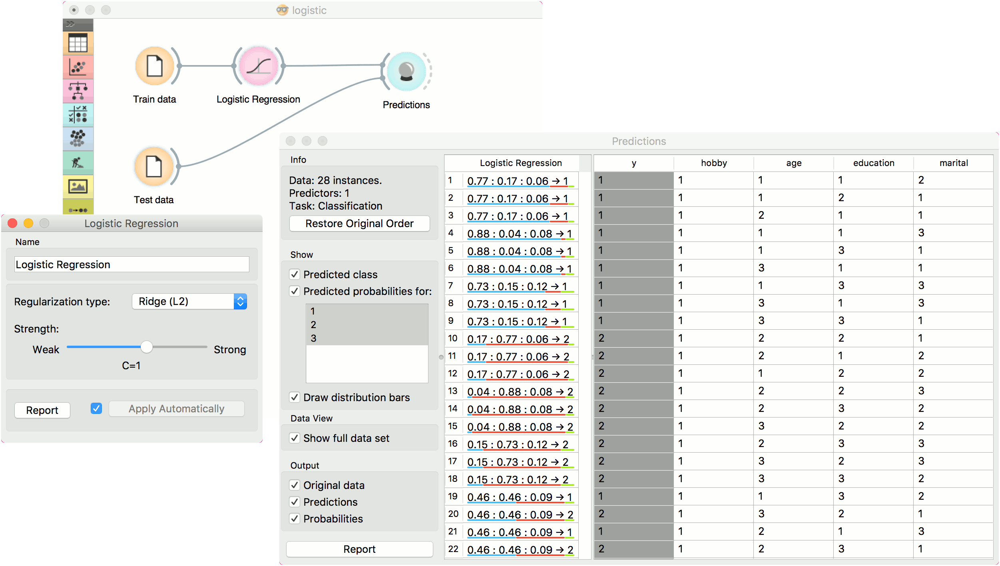 logistic
Train data
Logistic Regression
Predictions
Test data
Logistic Regression
Name
Logistic Regression
Regularization type: Ridge (L2)
Strength:
Weak Strong
C=1
Report Apply Automatically
Predictions
Info
Data: 28 instances.
Predictors: 1
Task: Classification
Restore Original Order
Show
Predicted class
Predicted probabilities for:
1
2
3
Draw distribution bars
Data View
Show full data set
Output
Original data
Predictions
Probabilities
Report
Logistic Regression y hobby age education marital
1 0.77 : 0.17 : 0.06 → 1 1 1 1 1 2
2 0.77 : 0.17 : 0.06 → 1 1 1 1 2 1
3 0.77 : 0.17 : 0.06 → 1 1 1 2 1 1
4 0.88 : 0.04 : 0.08 → 1 1 1 1 1 3
5 0.88 : 0.04 : 0.08 → 1 1 1 1 3 1
6 0.88 : 0.04 : 0.08 → 1 1 1 3 1 1
7 0.73 : 0.15 : 0.12 → 1 1 1 1 3 3
8 0.73 : 0.15 : 0.12 → 1 1 1 3 1 3
9 0.73 : 0.15 : 0.12 → 1 1 1 3 3 1
10 0.17 : 0.77 : 0.06 → 2 2 1 2 2 1
11 0.17 : 0.77 : 0.06 → 2 2 1 2 1 2
12 0.17 : 0.77 : 0.06 → 2 2 1 1 2 2
13 0.04 : 0.88 : 0.08 → 2 2 1 2 2 3
14 0.04 : 0.88 : 0.08 → 2 2 1 2 3 2
15 0.04 : 0.88 : 0.08 → 2 2 1 3 2 2
16 0.15 : 0.73 : 0.12 → 2 2 1 2 3 3
17 0.15 : 0.73 : 0.12 → 2 2 1 3 2 3
18 0.15 : 0.73 : 0.12 → 2 2 1 3 3 2
19 0.46 : 0.46 : 0.09 → 1 1 1 1 3 2
20 0.46 : 0.46 : 0.09 → 2 2 1 3 2 1
21 0.46 : 0.46 : 0.09 → 1 1 1 2 1 3
22 0.46 : 0.46 : 0.09 → 2 2 1 2 3 1